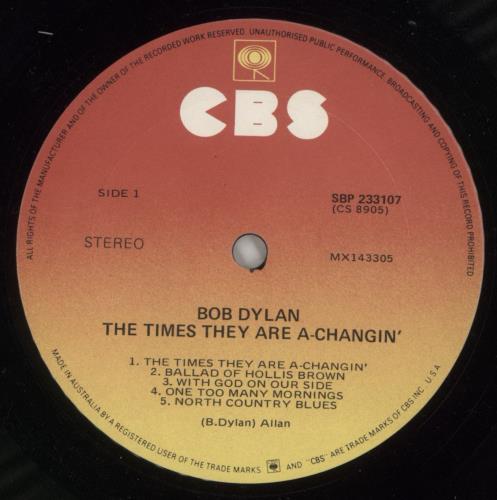 ALL RIGHTS OF THE MANUFACTURER AND OF THE OWNER OF THE RECORDED WORK RESERVED. UNAUTHORISED PUBLIC PERFORMANCE, BROADCASTING AND COPYING OF THIS RECORD PROHIBITED.
CBS
SIDE 1
SBP 233107
(CS 8905)
STEREO
MX143305
BOB DYLAN
THE TIMES THEY ARE A-CHANGIN'
1. THE TIMES THEY ARE A-CHANGIN'
2. BALLAD OF HOLLIS BROWN
3. WITH GOD ON OUR SIDE
4. ONE TOO MANY MORNINGS
5. NORTH COUNTRY BLUES
(B.Dylan) Allan
MADE IN AUSTRALIA BY A REGISTERED USER OF THE TRADE MARKS AND "CBS" ARE TRADE MARKS OF CBS INC. U S A